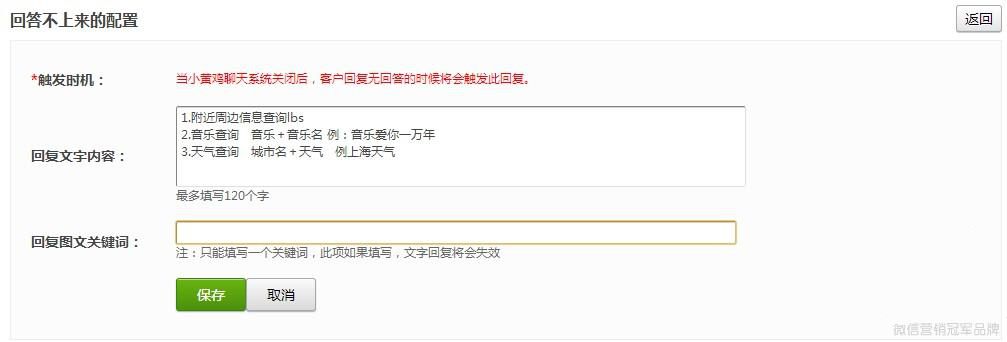 回答不上来的配置
返回
*触发时机：
当小黄鸡聊天系统关闭后，客户回复无回答的时候将会触发此回复。
回复文字内容：
1.附近周边信息查询lbs
2.音乐查询　音乐＋音乐名 例：音乐爱你一万年
3.天气查询　城市名＋天气　例上海天气
最多填写120个字
回复图文关键词：
注：只能填写一个关键词，此项如果填写，文字回复将会失效
保存
取消
微信营销冠军品牌